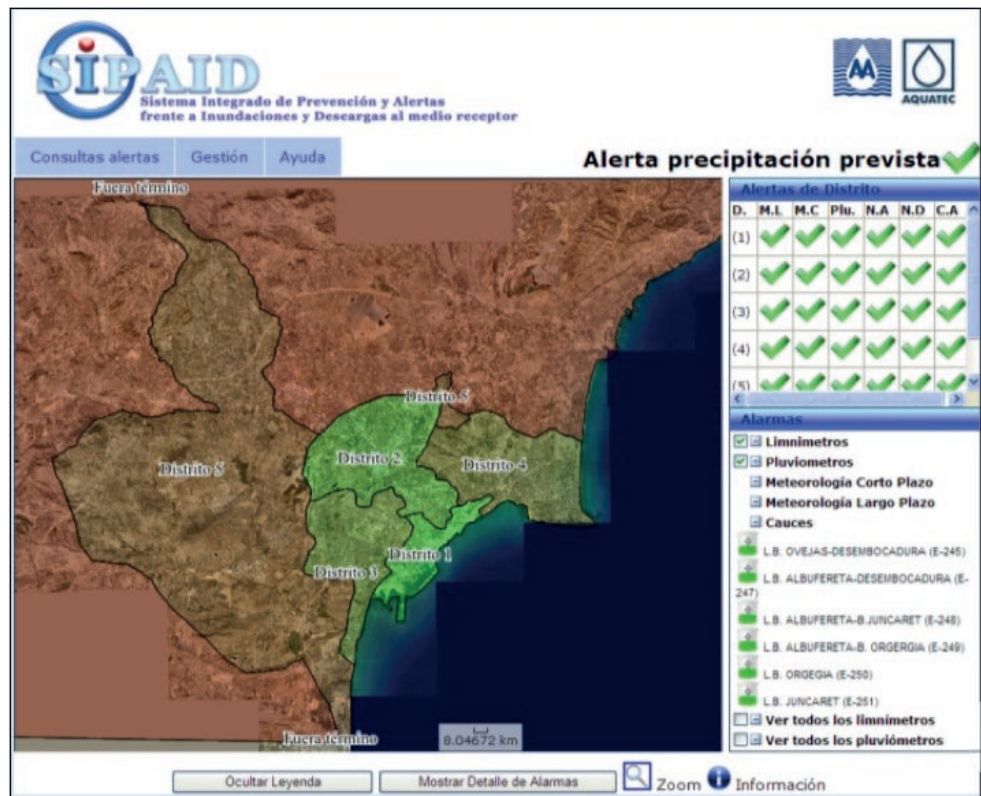 SIPAID
Sistema Integrado de Prevención y Alertas
frente a Inundaciones y Descargas al medio receptor
AA
AQUATEC
Consultas alertas
Gestión
Ayuda
Alerta precipitación prevista
Fuera término
Distrito 5
Distrito 5
Distrito 2
Distrito 4
Distrito 1
Distrito 3
Fuera término
8.04672 km
Alertas de Distrito
D. M.L M.C Plu. N.A N.D C.A
(1)
(2)
(3)
(4)
(5)
Alarmas
Limnimetros
Pluviometros
Meteorología Corto Plazo
Meteorología Largo Plazo
Cauces
L.B. OVEJAS-DESEMBOCADURA (E-245)
L.B. ALBUFERETA-DESEMBOCADURA (E-
247)
L.B. ALBUFERETA-B.JUNCARET (E-248)
L.B. ALBUFERETA-B. ORGERGIA (E-249)
L.B. ORGEGIA (E-250)
L.B. JUNCARET (E-251)
Ver todos los limnímetros
Ver todos los pluviómetros
Ocultar Leyenda
Mostrar Detalle de Alarmas
Zoom
Información